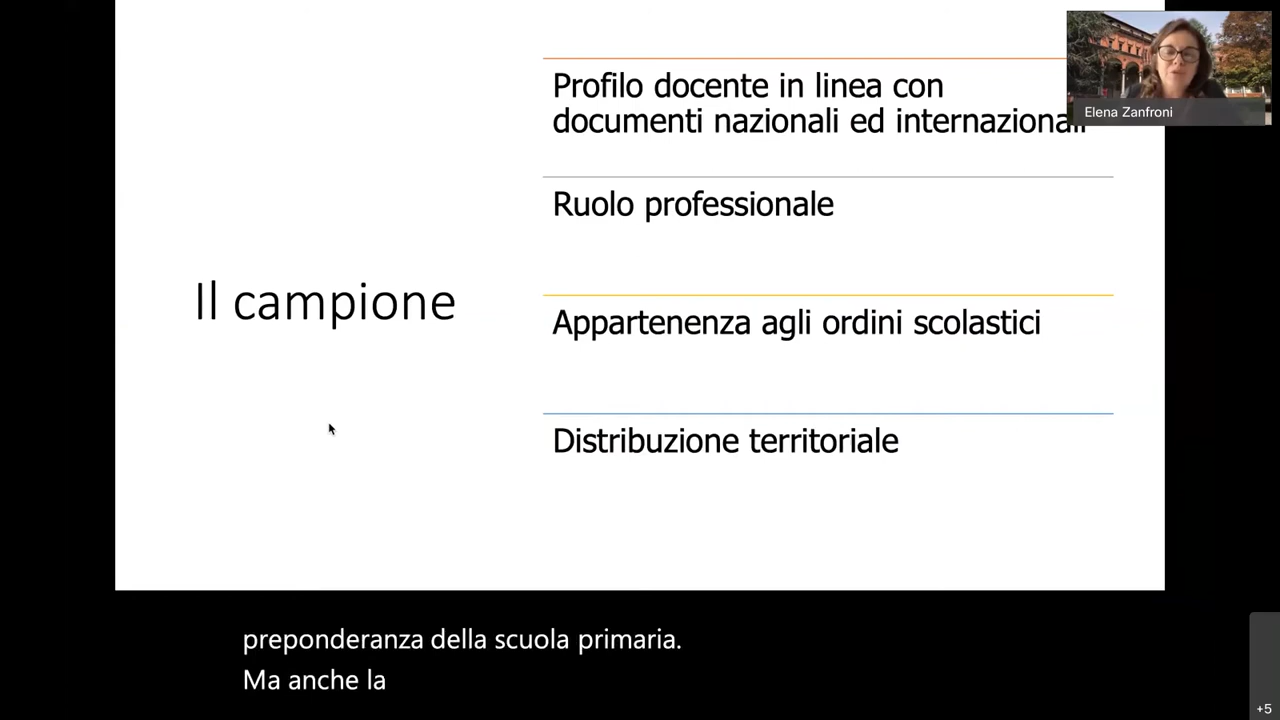 Profilo docente in linea con
documenti nazionali ed internazionali
Elena Zanfroni
Ruolo professionale
Il campione
Appartenenza agli ordini scolastici
Distribuzione territoriale
preponderanza della scuola primaria.
Ma anche la
+5